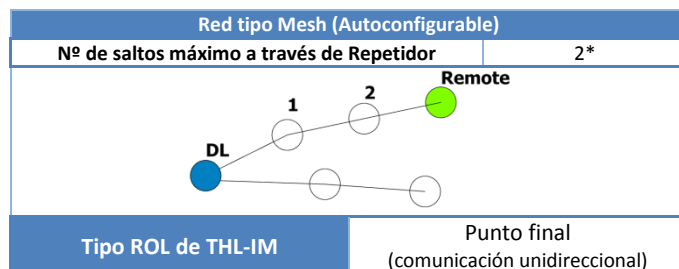 Red tipo Mesh (Autoconfigurable)
Nº de saltos máximo a través de Repetidor 2*
Remote
1 2
DL
Tipo ROL de THL-IM Punto final
(comunicación unidireccional)